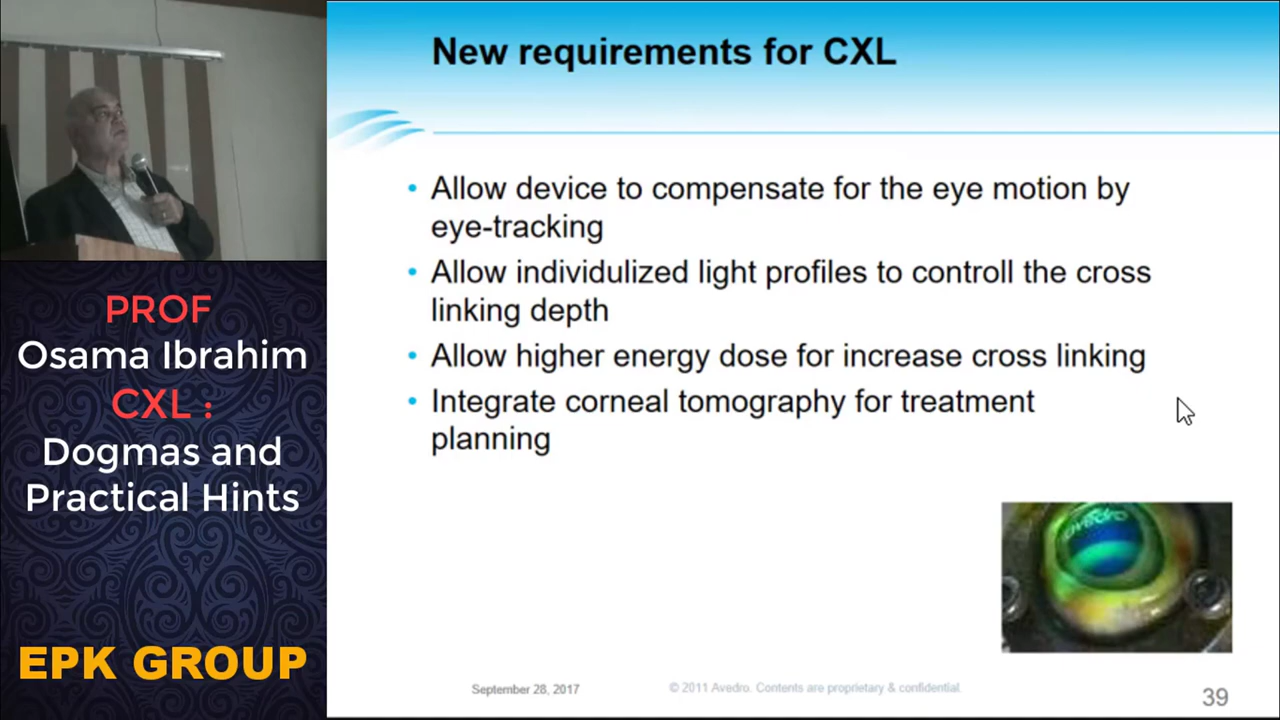 New requirements for CXL
• Allow device to compensate for the eye motion by
eye-tracking
• Allow individulized light profiles to controll the cross
linking depth
• Allow higher energy dose for increase cross linking
• Integrate corneal tomography for treatment
planning
avedro
September 28, 2017
© 2011 Avedro. Contents are proprietary & confidential.
39
PROF
Osama Ibrahim
CXL :
Dogmas and
Practical Hints
EPK GROUP